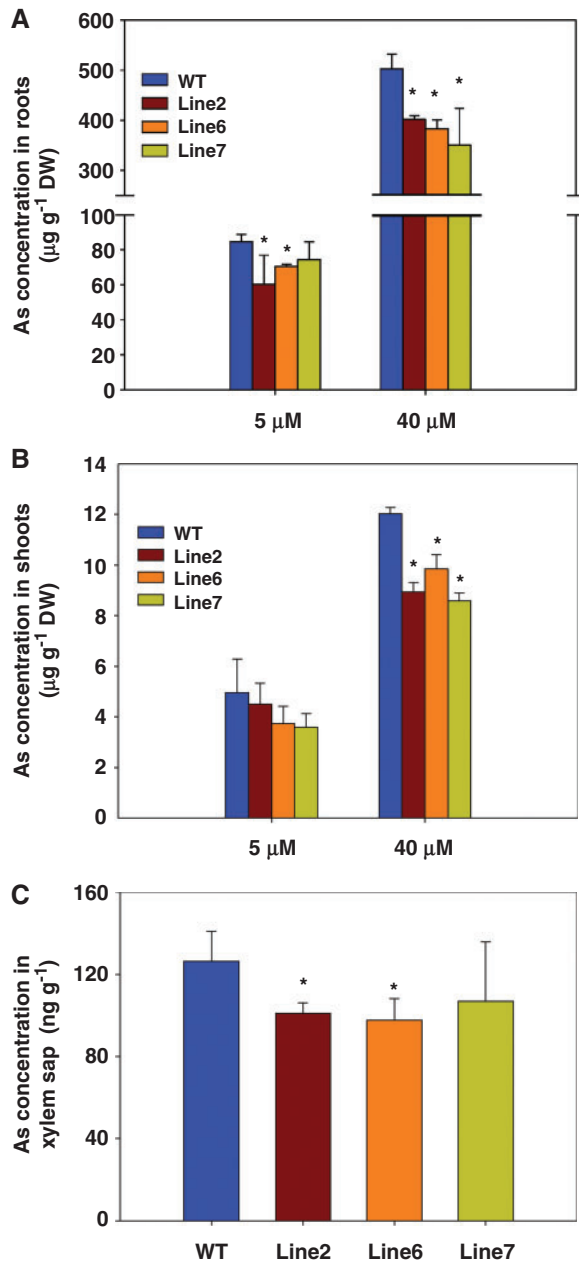 A
As concentration in roots
(μg g⁻¹ DW)
600
500
400
300
100
80
60
40
20
0
WT
Line2
Line6
Line7
* *
* * *
5 μM
40 μM
B
As concentration in shoots
(μg g⁻¹ DW)
14
12
10
8
6
4
2
0
WT
Line2
Line6
Line7
* * *
5 μM
40 μM
C
As concentration in
xylem sap (ng g⁻¹)
160
120
80
40
0
* *
WT
Line2
Line6
Line7